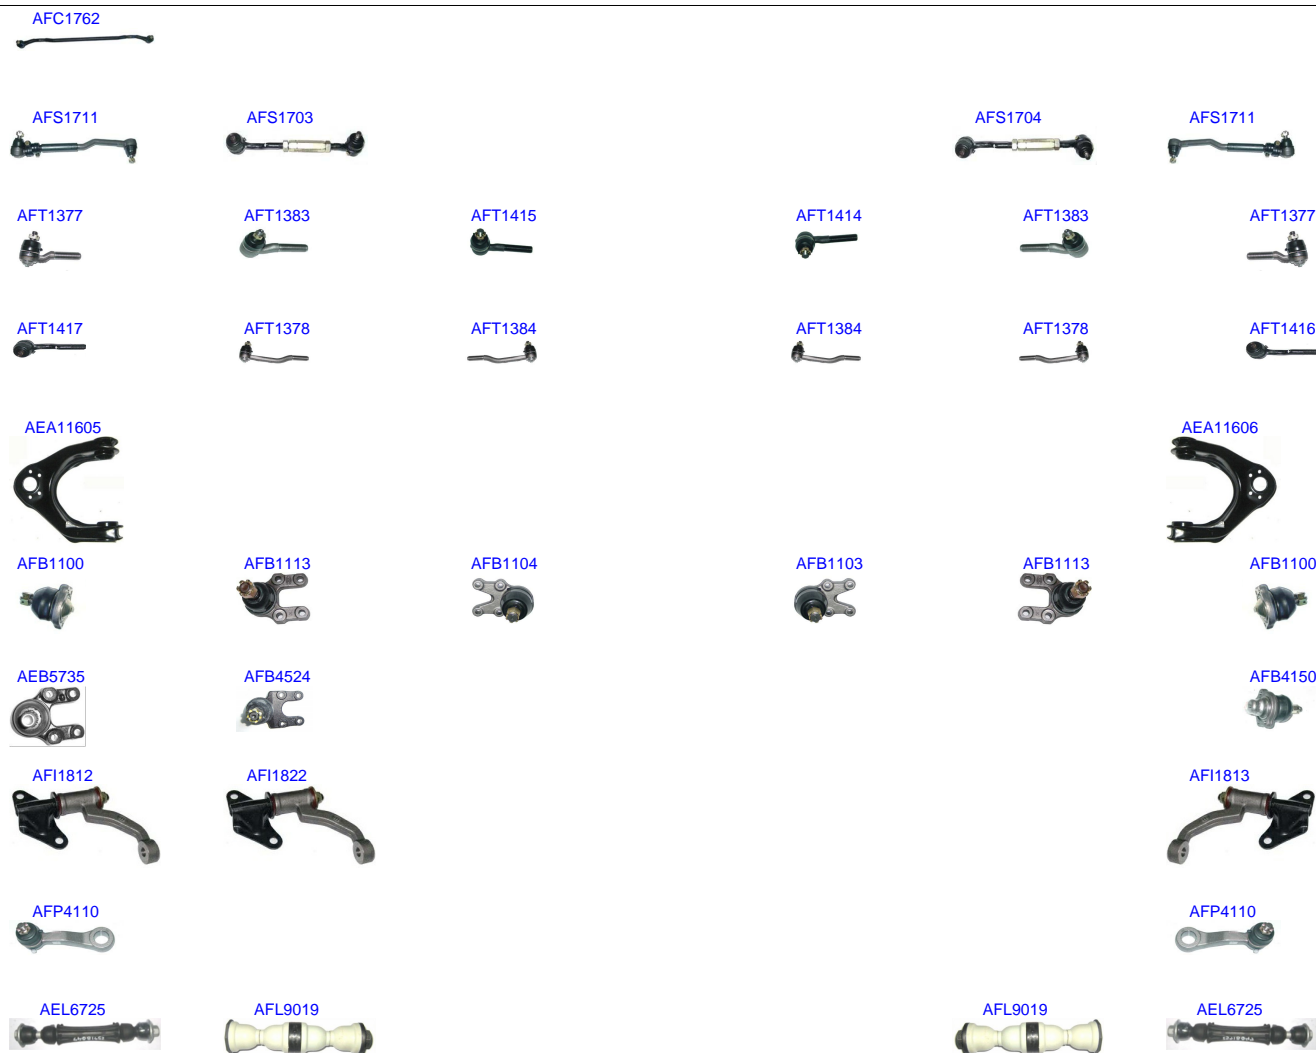 AFC1762
AFS1711 AFS1703 AFS1704 AFS1711
AFT1377 AFT1383 AFT1415 AFT1414 AFT1383 AFT1377
AFT1417 AFT1378 AFT1384 AFT1384 AFT1378 AFT1416
AEA11605 AEA11606
AFB1100 AFB1113 AFB1104 AFB1103 AFB1113 AFB1100
AEB5735 AFB4524 AFB4150
AFI1812 AFI1822 AFI1813
AFP4110 AFP4110
AEL6725 AFL9019 AFL9019 AEL6725